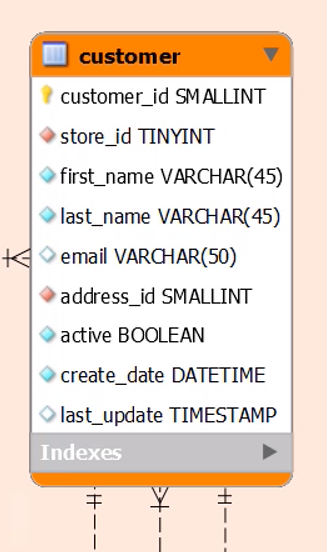 customer
customer_id SMALLINT
store_id TINYINT
first_name VARCHAR(45)
last_name VARCHAR(45)
email VARCHAR(50)
address_id SMALLINT
active BOOLEAN
create_date DATETIME
last_update TIMESTAMP
Indexes